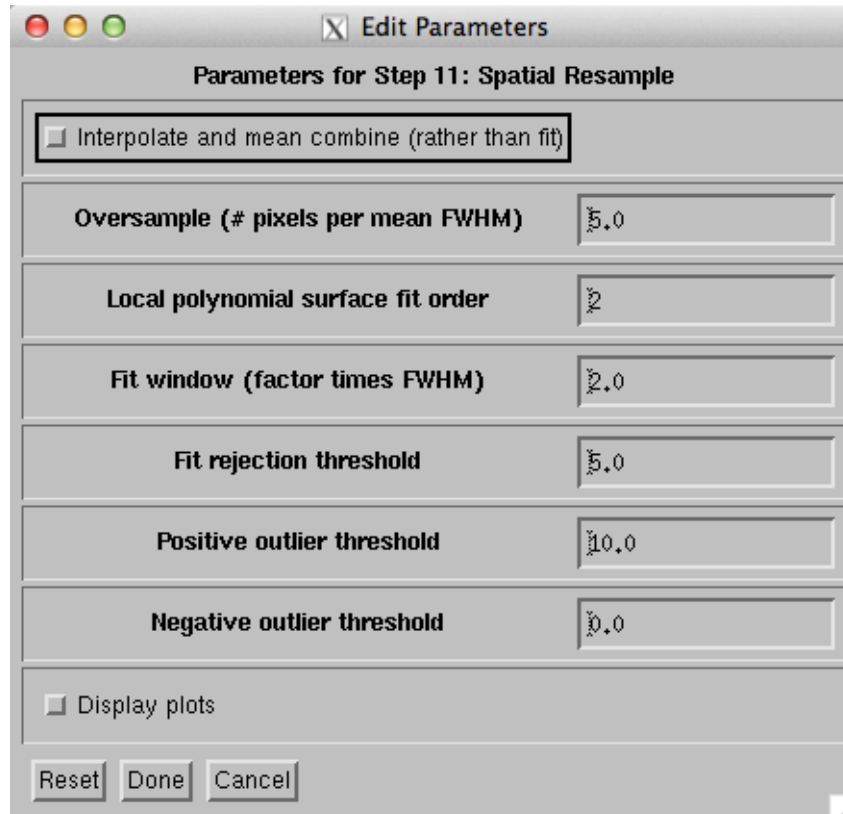 Edit Parameters
Parameters for Step 11: Spatial Resample
Interpolate and mean combine (rather than fit)
Oversample (# pixels per mean FWHM) 5.0
Local polynomial surface fit order 2
Fit window (factor times FWHM) 2.0
Fit rejection threshold 5.0
Positive outlier threshold 10.0
Negative outlier threshold 0.0
Display plots
Reset Done Cancel